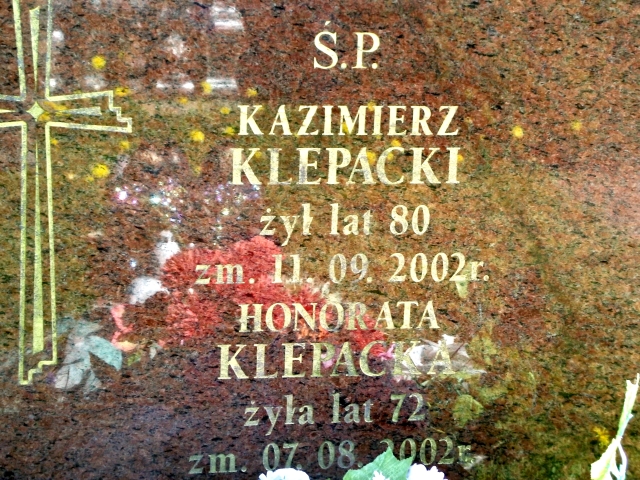 Ś.P.
KAZIMIERZ
KLEPACKI
żył lat 80
zm. 11. 09. 2002r.
HONORATA
KLEPACKA
żyła lat 72
zm. 07. 08. 2002r.